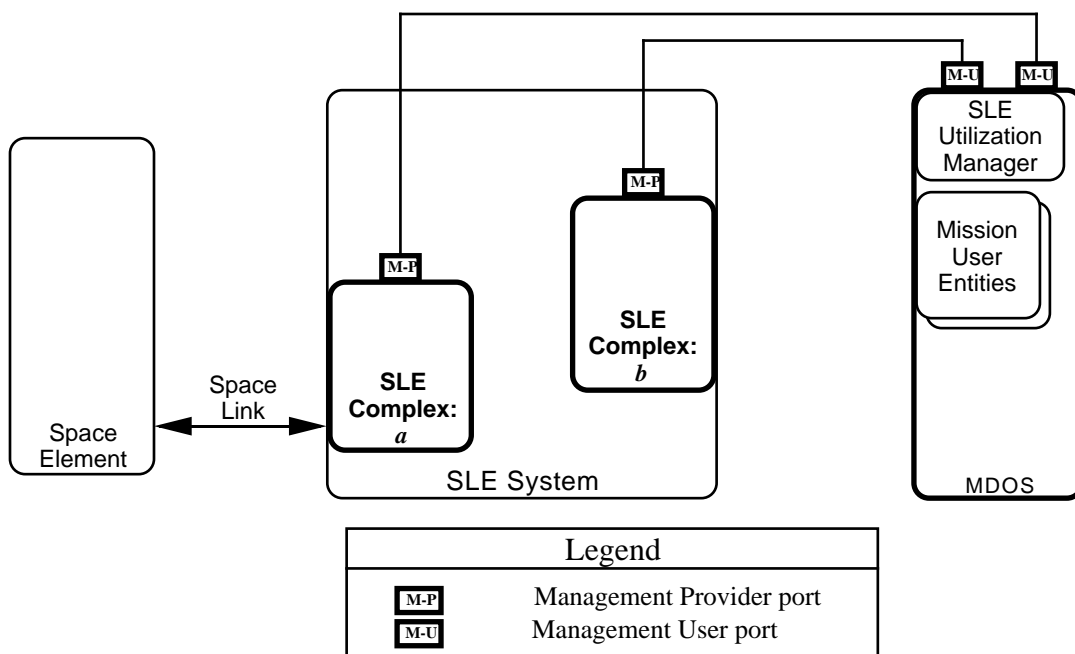 M-U
M-U
SLE
Utilization
Manager
M-P
Mission
User
Entities
M-P
SLE
Complex:
b
SLE
Complex:
a
Space
Link
Space
Element
SLE System
MDOS
Legend
M-P Management Provider port
M-U Management User port